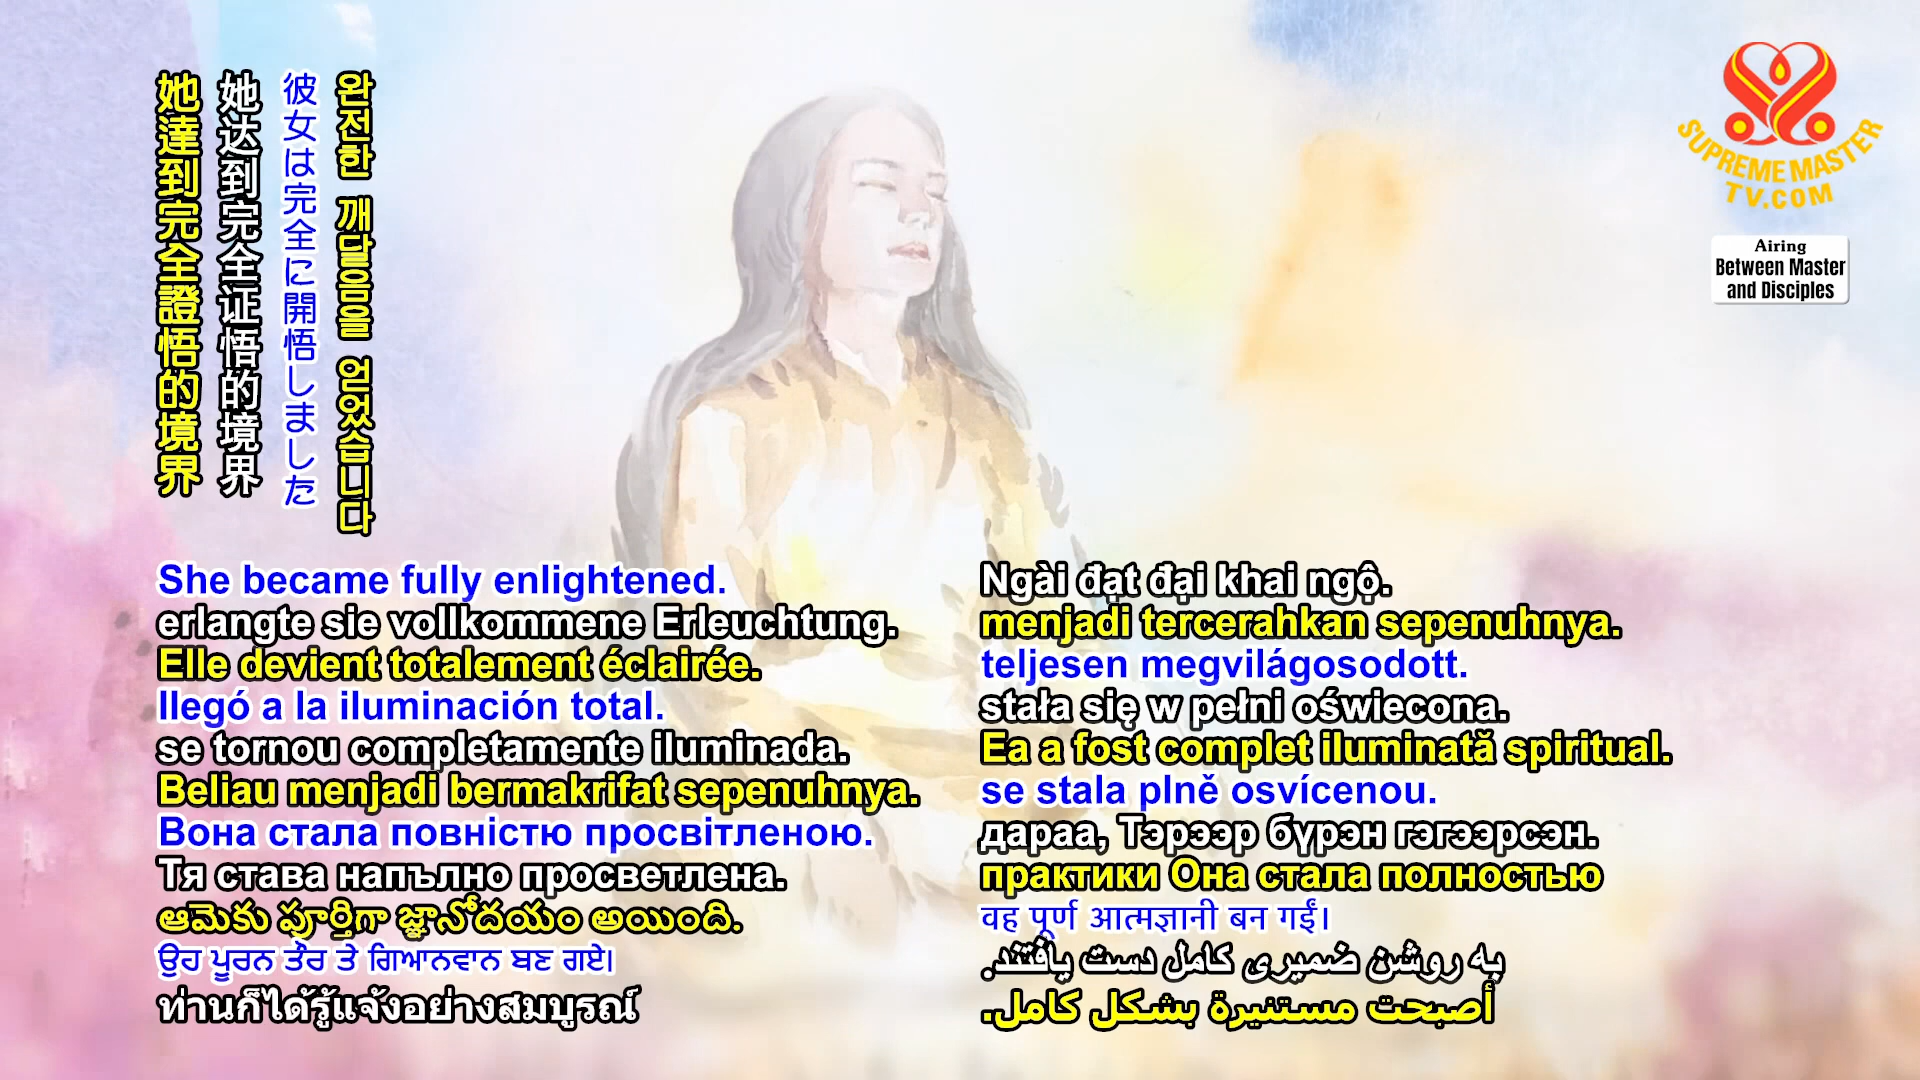 她達到完全證悟的境界
她达到完全证悟的境界
彼女は完全に開悟しました
완전한 깨달음을 얻었습니다
SUPREME MASTER
TV.COM
Airing
Between Master
and Disciples
She became fully enlightened.
erlangte sie vollkommene Erleuchtung.
Elle devient totalement éclairée.
llegó a la iluminación total.
se tornou completamente iluminada.
Beliau menjadi bermakrifat sepenuhnya.
Вона стала повністю просвітленою.
Тя става напълно просветлена.
ఆమెకు పూర్తిగా జ్ఞానోదయం అయింది.
ਉਹ ਪੂਰਨ ਤੌਰ ਤੇ ਗਿਆਨਵਾਨ ਬਣ ਗਏ।
ท่านก็ได้รู้แจ้งอย่างสมบูรณ์
Ngài đạt đại khai ngộ.
menjadi tercerahkan sepenuhnya.
teljesen megvilágosodott.
stała się w pełni oświecona.
Ea a fost complet iluminată spiritual.
se stala plně osvícenou.
дараа, Тэрээр бүрэн гэгээрсэн.
практики Она стала полностью
वह पूर्ण आत्मज्ञानी बन गईं।
به روشن ضمیری کامل دست یافتند.
أصبحت مستنيرة بشكل كامل.